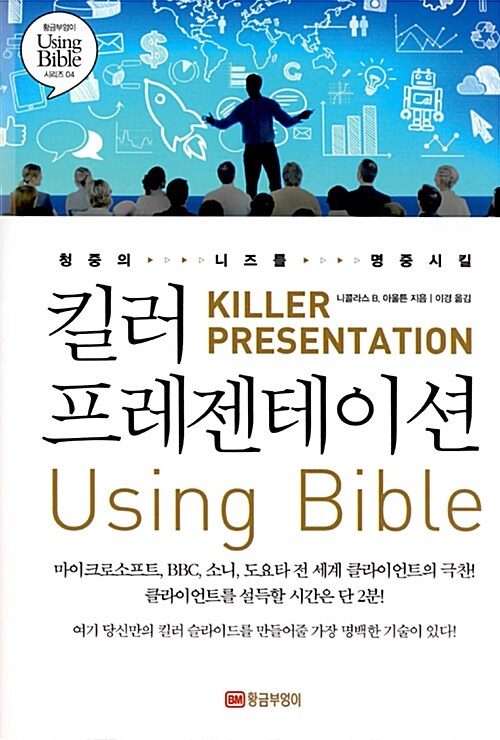 황금부엉이
Using
Bible
시리즈 04
청중의 ▶▷▶▷ 니즈를 ▶▷▶▷ 명중시킬
킬러 KILLER 니콜라스 B. 아울튼 지음 | 이경 옮김
PRESENTATION
프레젠테이션
Using Bible
마이크로소프트, BBC, 소니, 도요타 전 세계 클라이언트의 극찬!
클라이언트를 설득할 시간은 단 2분!
여기 당신만의 킬러 슬라이드를 만들어줄 가장 명백한 기술이 있다!
BM 황금부엉이